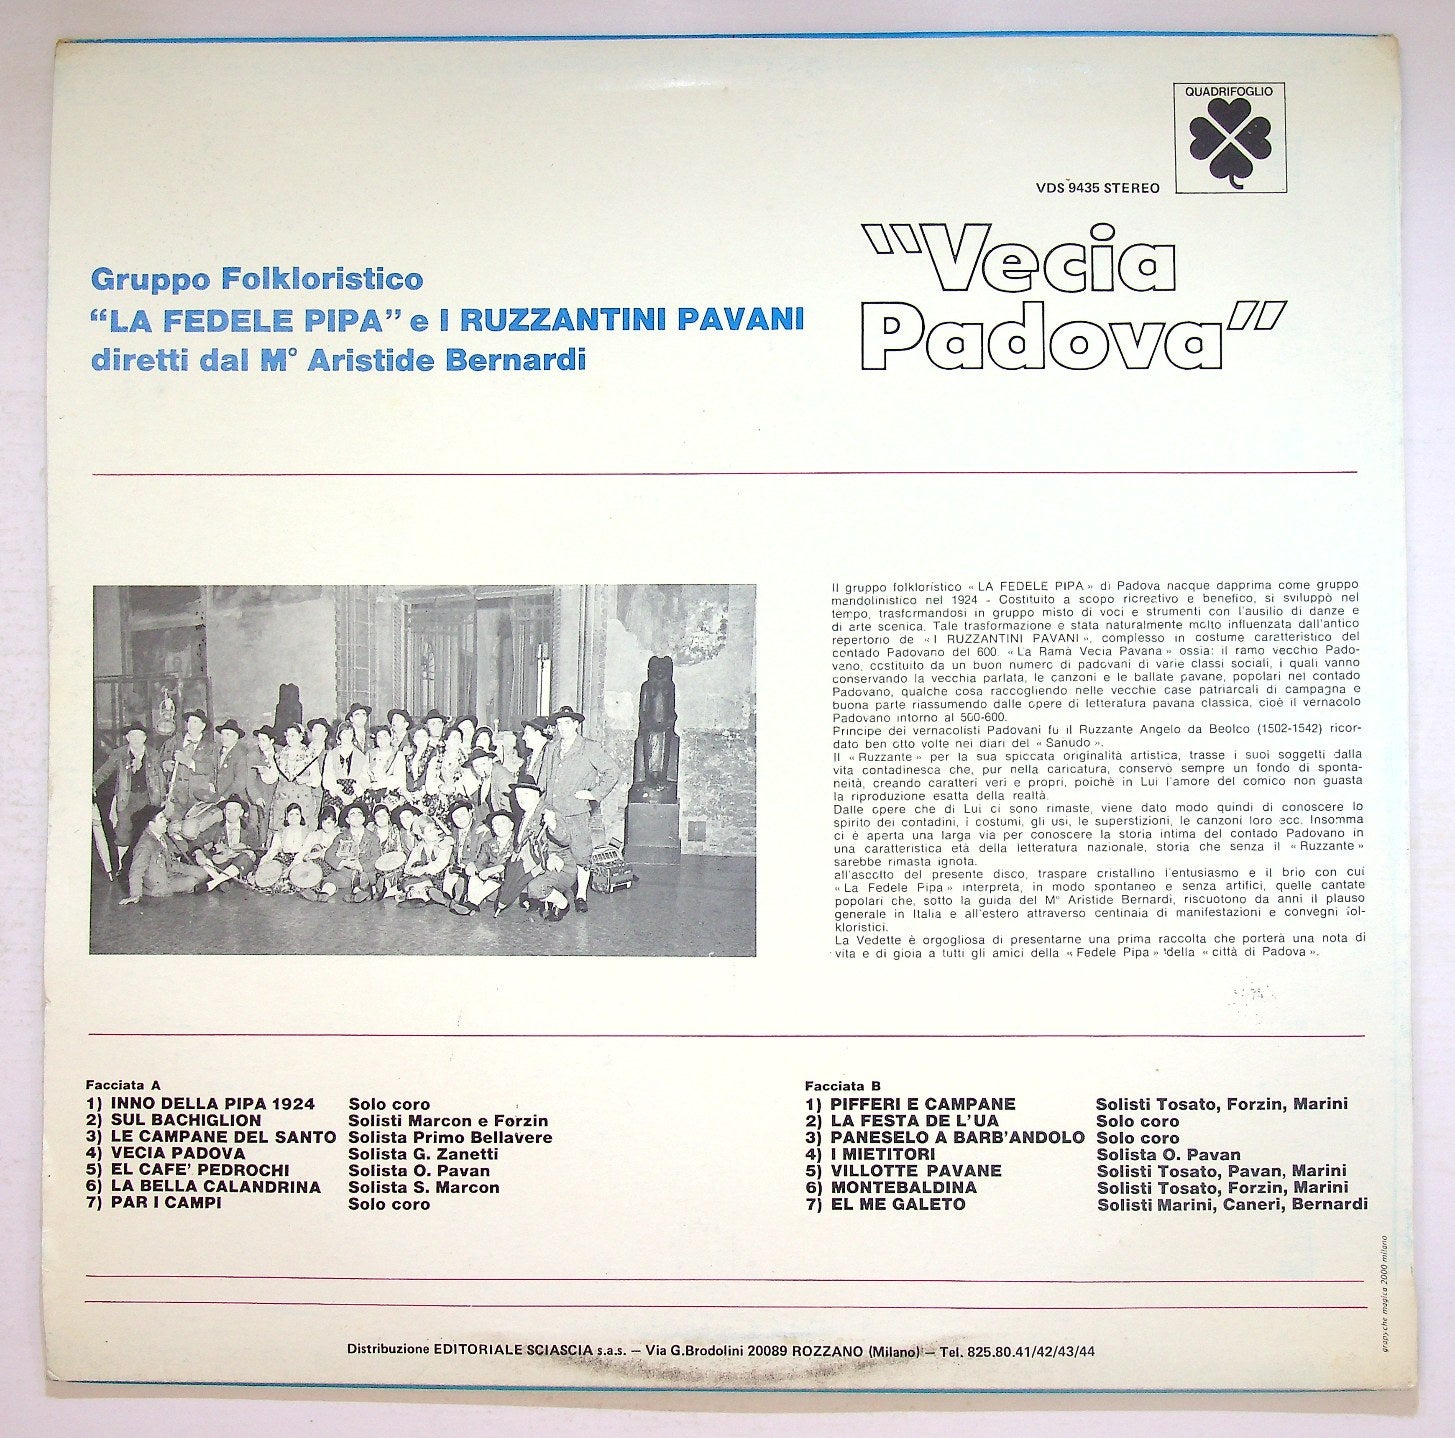 QUADRIFOGLIO
VDS 9435 STEREO
"Vecia
Padova"
Gruppo Folkloristico
"LA FEDELE PIPA" e I RUZZANTINI PAVANI
diretti dal M° Aristide Bernardi
Il gruppo folkloristico «LA FEDELE PIPA» di Padova nacque dapprima come gruppo
mandolinistico nel 1924 - Costituito a scopo ricreativo e benefico, si sviluppò nel
tempo, trasformandosi in gruppo misto di voci e strumenti con l'ausilio di danze e
di arte scenica. Tale trasformazione è stata naturalmente molto influenzata dall'antico
repertorio de «I RUZZANTINI PAVANI», complesso in costume caratteristico del
contado Padovano del 600. «La Ramà Vecia Pavana» ossia: il ramo vecchio Pado-
vano, costituito da un buon numero di padovani di varie classi sociali, i quali vanno
conservando la vecchia parlata, le canzoni e le ballate pavane, popolari nel contado
Padovano, qualche cosa raccogliendo nelle vecchie case patriarcali di campagna e
buona parte riassumendo dalle opere di letteratura pavana classica, cioè il vernacolo
Padovano intorno al 500-600.
Principe dei vernacolisti Padovani fu il Ruzzante Angelo da Beolco (1502-1542) ricor-
dato ben otto volte nei diari del «Sanudo».
Il «Ruzzante» per la sua spiccata originalità artistica, trasse i suoi soggetti dalla
vita contadinesca che, pur nella caricatura, conservò sempre un fondo di sponta-
neità, creando caratteri veri e propri, poichè in Lui l'amore del comico non guasta
la riproduzione esatta della realtà.
Dalle opere che di Lui ci sono rimaste, viene dato modo quindi di conoscere lo
spirito dei contadini, i costumi, gli usi, le superstizioni, le canzoni loro ecc. Insomma
ci è aperta una larga via per conoscere la storia intima del contado Padovano in
una caratteristica età della letteratura nazionale, storia che senza il «Ruzzante»
sarebbe rimasta ignota.
all'ascolto del presente disco, traspare cristallino l'entusiasmo e il brio con cui
«La Fedele Pipa» interpreta, in modo spontaneo e senza artifici, quelle cantate
popolari che, sotto la guida del M° Aristide Bernardi, riscuotono da anni il plauso
generale in Italia e all'estero attraverso centinaia di manifestazioni e convegni fol-
kloristici.
La Vedette è orgogliosa di presentarne una prima raccolta che porterà una nota di
vita e di gioia a tutti gli amici della «Fedele Pipa» della «città di Padova».
Facciata A
1) INNO DELLA PIPA 1924 Solo coro
2) SUL BACHIGLION Solisti Marcon e Forzin
3) LE CAMPANE DEL SANTO Solista Primo Bellavere
4) VECIA PADOVA Solista G. Zanetti
5) EL CAFE' PEDROCHI Solista O. Pavan
6) LA BELLA CALANDRINA Solista S. Marcon
7) PAR I CAMPI Solo coro
Facciata B
1) PIFFERI E CAMPANE Solisti Tosato, Forzin, Marini
2) LA FESTA DE L'UA Solo coro
3) PANESELO A BARB'ANDOLO Solo coro
4) I MIETITORI Solista O. Pavan
5) VILLOTTE PAVANE Solisti Tosato, Pavan, Marini
6) MONTEBALDINA Solisti Tosato, Forzin, Marini
7) EL ME GALETO Solisti Marini, Caneri, Bernardi
grapyche magica 2000 milano
Distribuzione EDITORIALE SCIASCIA s.a.s. — Via G.Brodolini 20089 ROZZANO (Milano) — Tel. 825.80.41/42/43/44